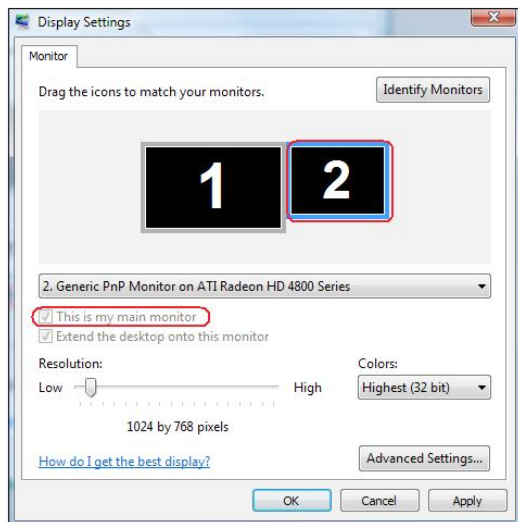 Display Settings
Monitor
Drag the icons to match your monitors.
Identify Monitors
1
2
2. Generic PnP Monitor on ATI Radeon HD 4800 Series
This is my main monitor
Extend the desktop onto this monitor
Resolution:
Colors:
Low
High
Highest (32 bit)
1024 by 768 pixels
How do I get the best display?
Advanced Settings...
OK
Cancel
Apply